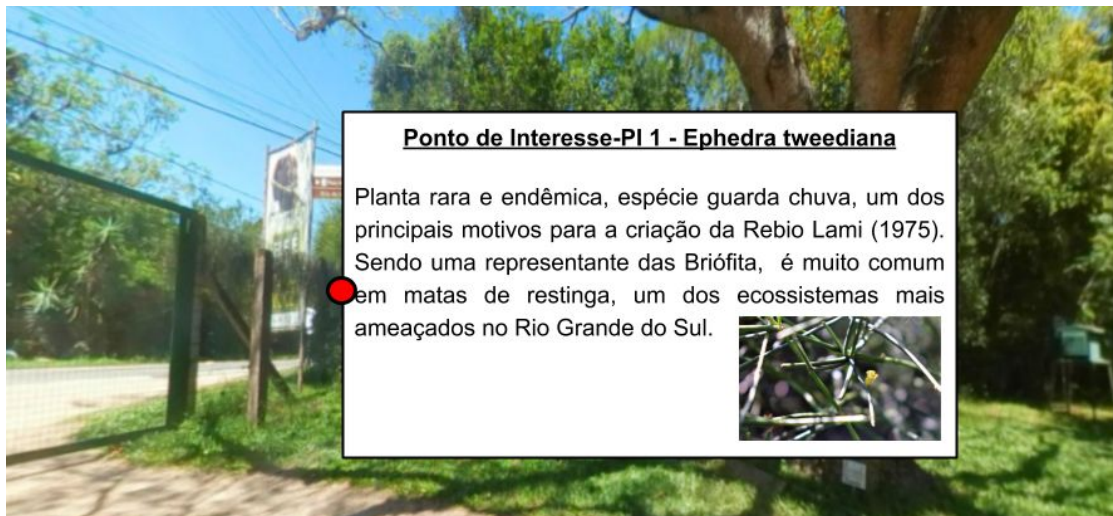 Ponto de Interesse-PI 1 - Ephedra tweediana
Planta rara e endêmica, espécie guarda chuva, um dos
principais motivos para a criação da Rebio Lami (1975).
Sendo uma representante das Briófita, é muito comum
em matas de restinga, um dos ecossistemas mais
ameaçados no Rio Grande do Sul.